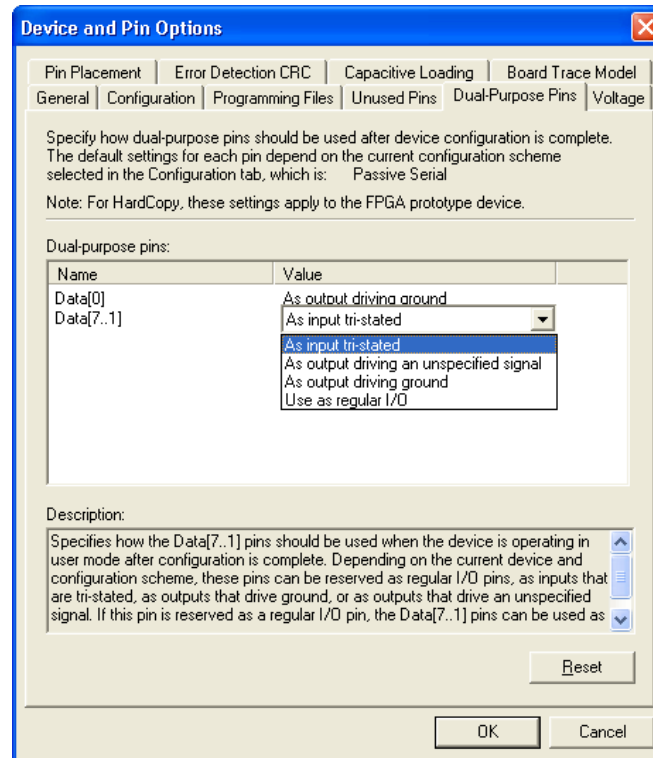 Device and Pin Options
Pin Placement Error Detection CRC Capacitive Loading Board Trace Model
General Configuration Programming Files Unused Pins Dual-Purpose Pins Voltage
Specify how dual-purpose pins should be used after device configuration is complete.
The default settings for each pin depend on the current configuration scheme
selected in the Configuration tab, which is: Passive Serial
Note: For HardCopy, these settings apply to the FPGA prototype device.
Dual-purpose pins:
Name Value
Data[0] As output driving ground
Data[7..1] As input tri-stated
As input tri-stated
As output driving an unspecified signal
As output driving ground
Use as regular I/O
Description:
Specifies how the Data[7..1] pins should be used when the device is operating in
user mode after configuration is complete. Depending on the current device and
configuration scheme, these pins can be reserved as regular I/O pins, as inputs that
are tri-stated, as outputs that drive ground, or as outputs that drive an unspecified
signal. If this pin is reserved as a regular I/O pin, the Data[7..1] pins can be used as
Reset
OK Cancel